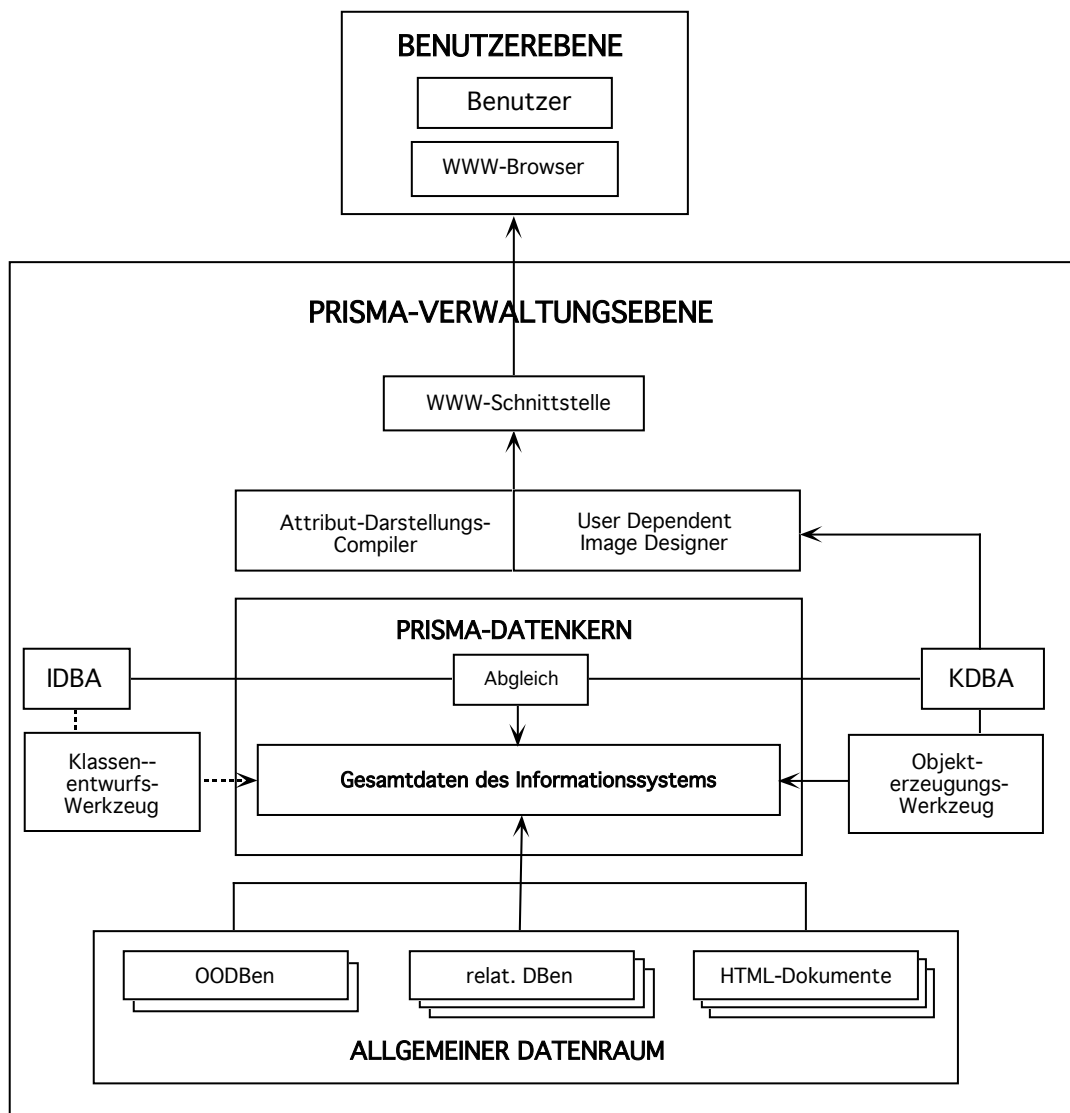 BENUTZEREBENE
Benutzer
WWW-Browser
PRISMA-VERWALTUNGSEBENE
WWW-Schnittstelle
Attribut-Darstellungs-
Compiler
User Dependent
Image Designer
PRISMA-DATENKERN
IDBA
Abgleich
KDBA
Klassen--
entwurfs-
Werkzeug
Gesamtdaten des Informationssystems
Objekt-
erzeugungs-
Werkzeug
OODBen
relat. DBen
HTML-Dokumente
ALLGEMEINER DATENRAUM